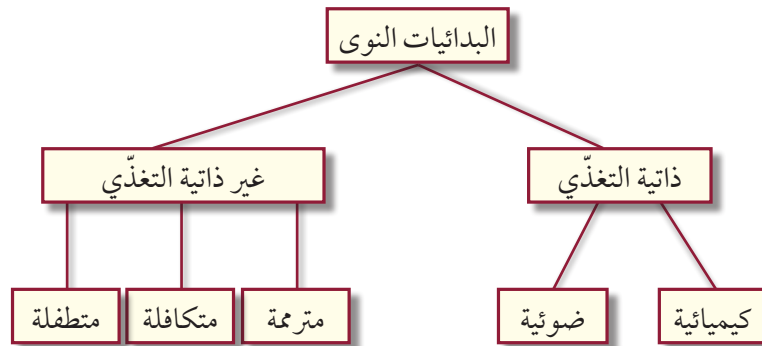 البدائيات النوى
ذاتية التغذّي
غير ذاتية التغذّي
كيميائية
ضوئية
مترممة
متكافلة
متطفلة